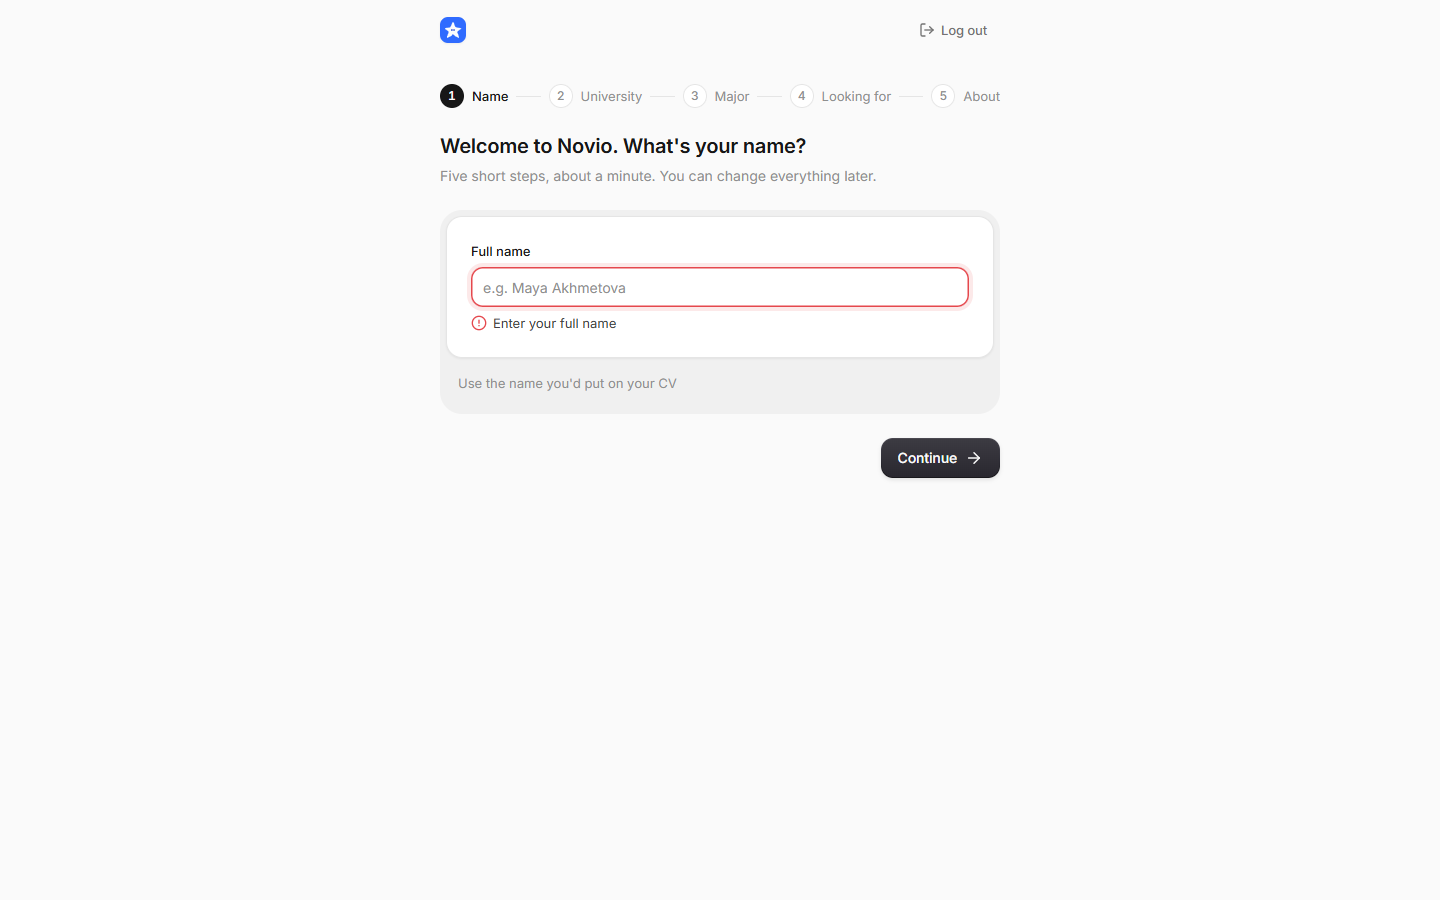 Log out
1 Name 2 University 3 Major 4 Looking for 5 About
Welcome to Novio. What's your name?
Five short steps, about a minute. You can change everything later.
Full name
e.g. Maya Akhmetova
Enter your full name
Use the name you'd put on your CV
Continue